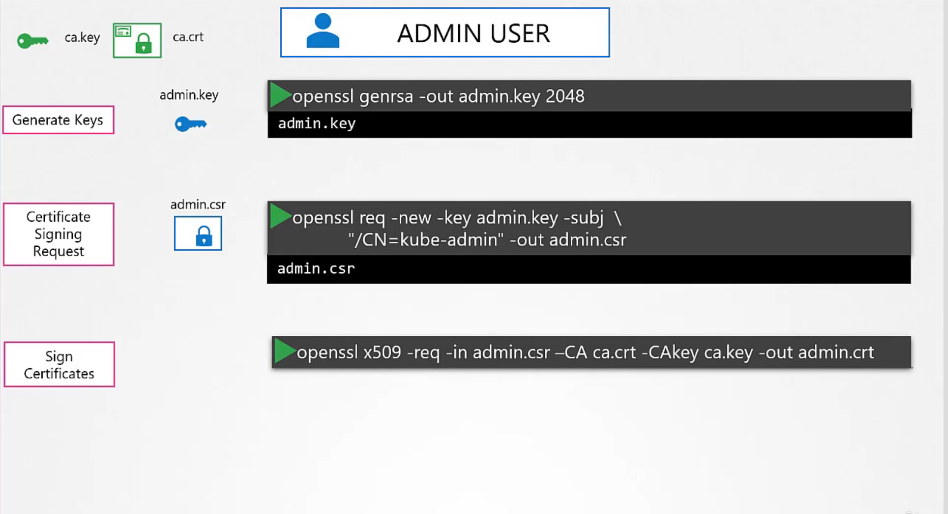 ca.key
ca.crt
ADMIN USER
admin.key
Generate Keys
openssl genrsa -out admin.key 2048
admin.key
admin.csr
Certificate
Signing
Request
openssl req -new -key admin.key -subj \
"/CN=kube-admin" -out admin.csr
admin.csr
Sign
Certificates
openssl x509 -req -in admin.csr –CA ca.crt -CAkey ca.key -out admin.crt